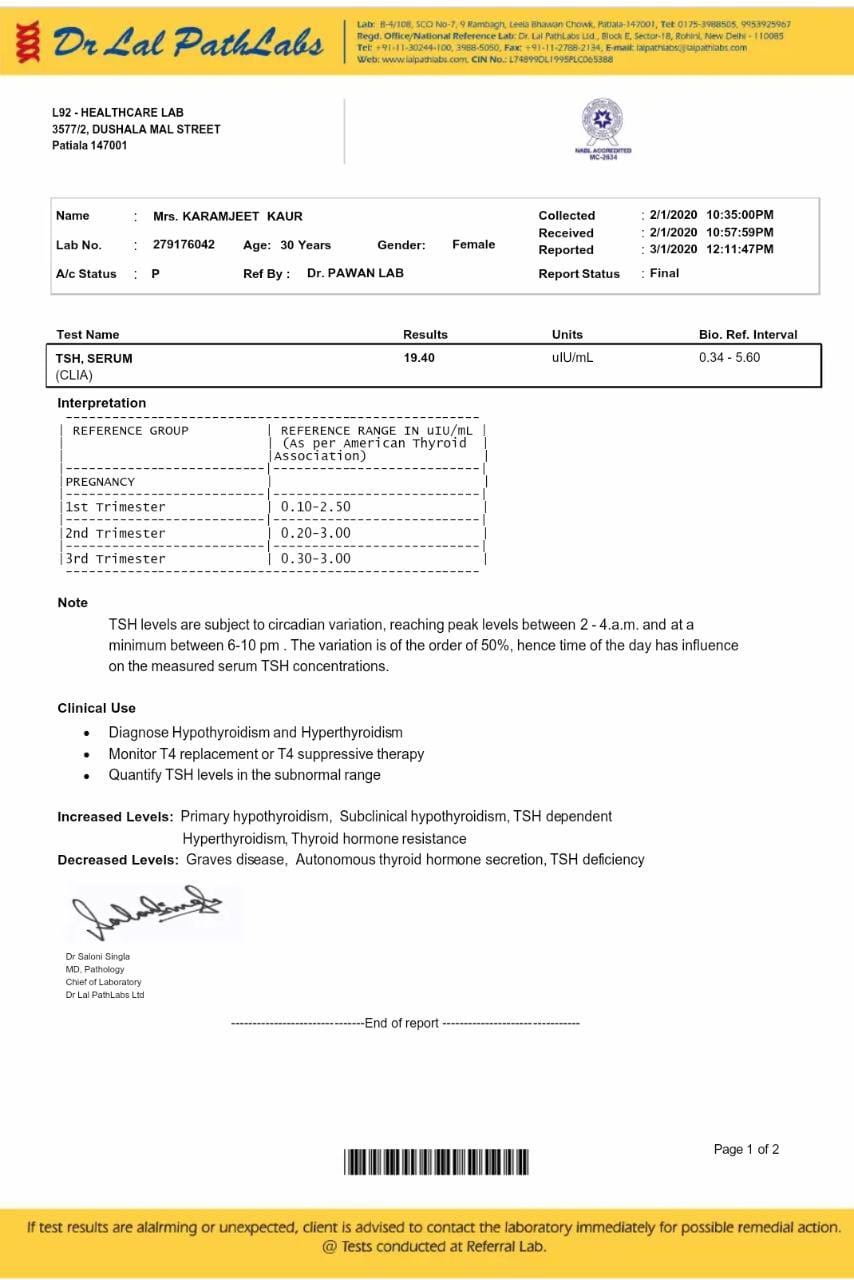 Dr Lal PathLabs
Lab: B-4/108, SCO No-7, 9 Rambagh, Leela Bhawan Chowk, Patiala-147001, Tel: 0175-3988505, 9953925967
Regd. Office/National Reference Lab: Dr. Lal PathLabs Ltd., Block E, Sector-18, Rohini, New Delhi - 110085
Tel: +91-11-30244-100, 3988-5050, Fax: +91-11-2788-2134, E-mail: lalpathlabs@lalpathlabs.com
Web: www.lalpathlabs.com, CIN No.: L74899DL1995PLC065388
L92 - HEALTHCARE LAB
3577/2, DUSHALA MAL STREET
Patiala 147001
NABL ACCREDITED
MC-2634
Name : Mrs. KARAMJEET KAUR Collected : 2/1/2020 10:35:00PM
Received : 2/1/2020 10:57:59PM
Lab No. : 279176042 Age: 30 Years Gender: Female Reported : 3/1/2020 12:11:47PM
A/c Status : P Ref By : Dr. PAWAN LAB Report Status : Final
Test Name Results Units Bio. Ref. Interval
TSH, SERUM 19.40 uIU/mL 0.34 - 5.60
(CLIA)
Interpretation
REFERENCE GROUP REFERENCE RANGE IN uIU/mL
(As per American Thyroid
Association)
PREGNANCY
1st Trimester 0.10-2.50
2nd Trimester 0.20-3.00
3rd Trimester 0.30-3.00
Note
TSH levels are subject to circadian variation, reaching peak levels between 2 - 4.a.m. and at a
minimum between 6-10 pm . The variation is of the order of 50%, hence time of the day has influence
on the measured serum TSH concentrations.
Clinical Use
• Diagnose Hypothyroidism and Hyperthyroidism
• Monitor T4 replacement or T4 suppressive therapy
• Quantify TSH levels in the subnormal range
Increased Levels: Primary hypothyroidism, Subclinical hypothyroidism, TSH dependent
Hyperthyroidism, Thyroid hormone resistance
Decreased Levels: Graves disease, Autonomous thyroid hormone secretion, TSH deficiency
Dr Saloni Singla
MD, Pathology
Chief of Laboratory
Dr Lal PathLabs Ltd
-------------------------------End of report --------------------------------
Page 1 of 2
If test results are alalrming or unexpected, client is advised to contact the laboratory immediately for possible remedial action.
@ Tests conducted at Referral Lab.